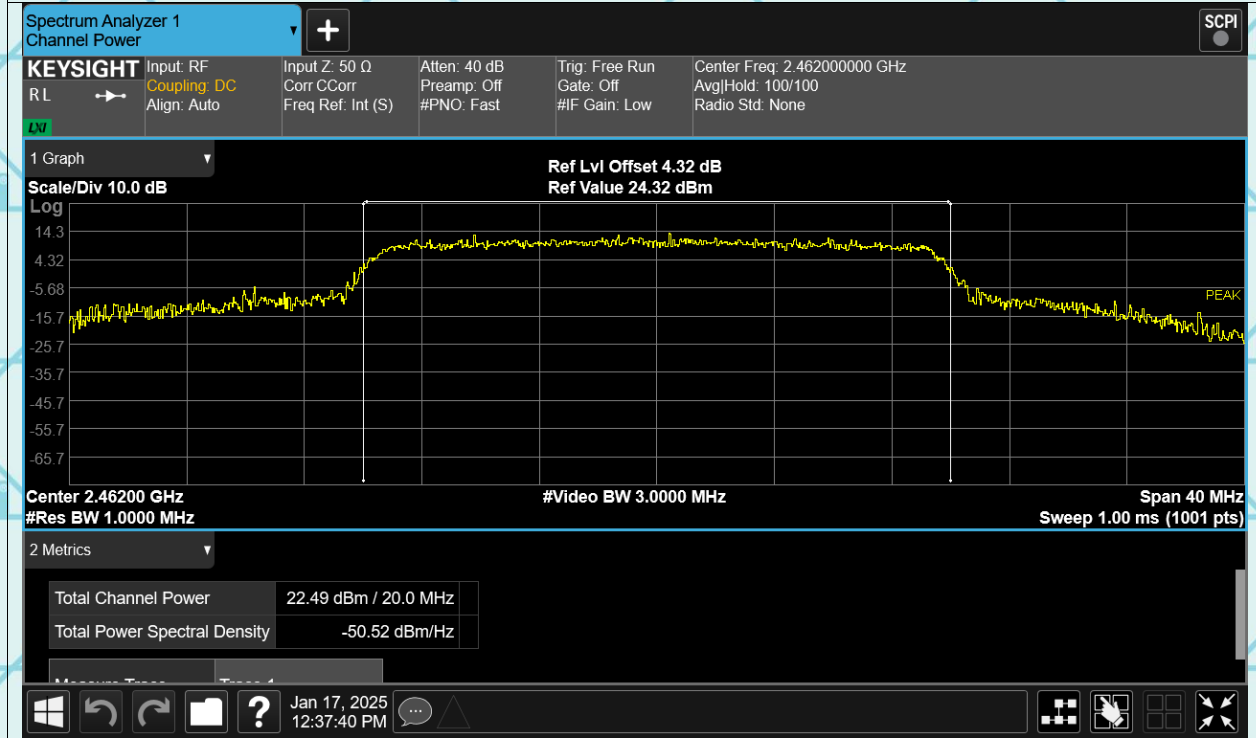 Spectrum Analyzer 1
Channel Power
SCPI
KEYSIGHT
RL
LXI
Input: RF
Coupling: DC
Align: Auto
Input Z: 50 Ω
Corr CCorr
Freq Ref: Int (S)
Atten: 40 dB
Preamp: Off
#PNO: Fast
Trig: Free Run
Gate: Off
#IF Gain: Low
Center Freq: 2.462000000 GHz
Avg|Hold: 100/100
Radio Std: None
1 Graph
Scale/Div 10.0 dB
Ref Lvl Offset 4.32 dB
Ref Value 24.32 dBm
Log
14.3
4.32
-5.68
-15.7
-25.7
-35.7
-45.7
-55.7
-65.7
PEAK
Center 2.46200 GHz
#Video BW 3.0000 MHz
Span 40 MHz
#Res BW 1.0000 MHz
Sweep 1.00 ms (1001 pts)
2 Metrics
Total Channel Power 22.49 dBm / 20.0 MHz
Total Power Spectral Density -50.52 dBm/Hz
Measure Trace Trace 1
Jan 17, 2025
12:37:40 PM